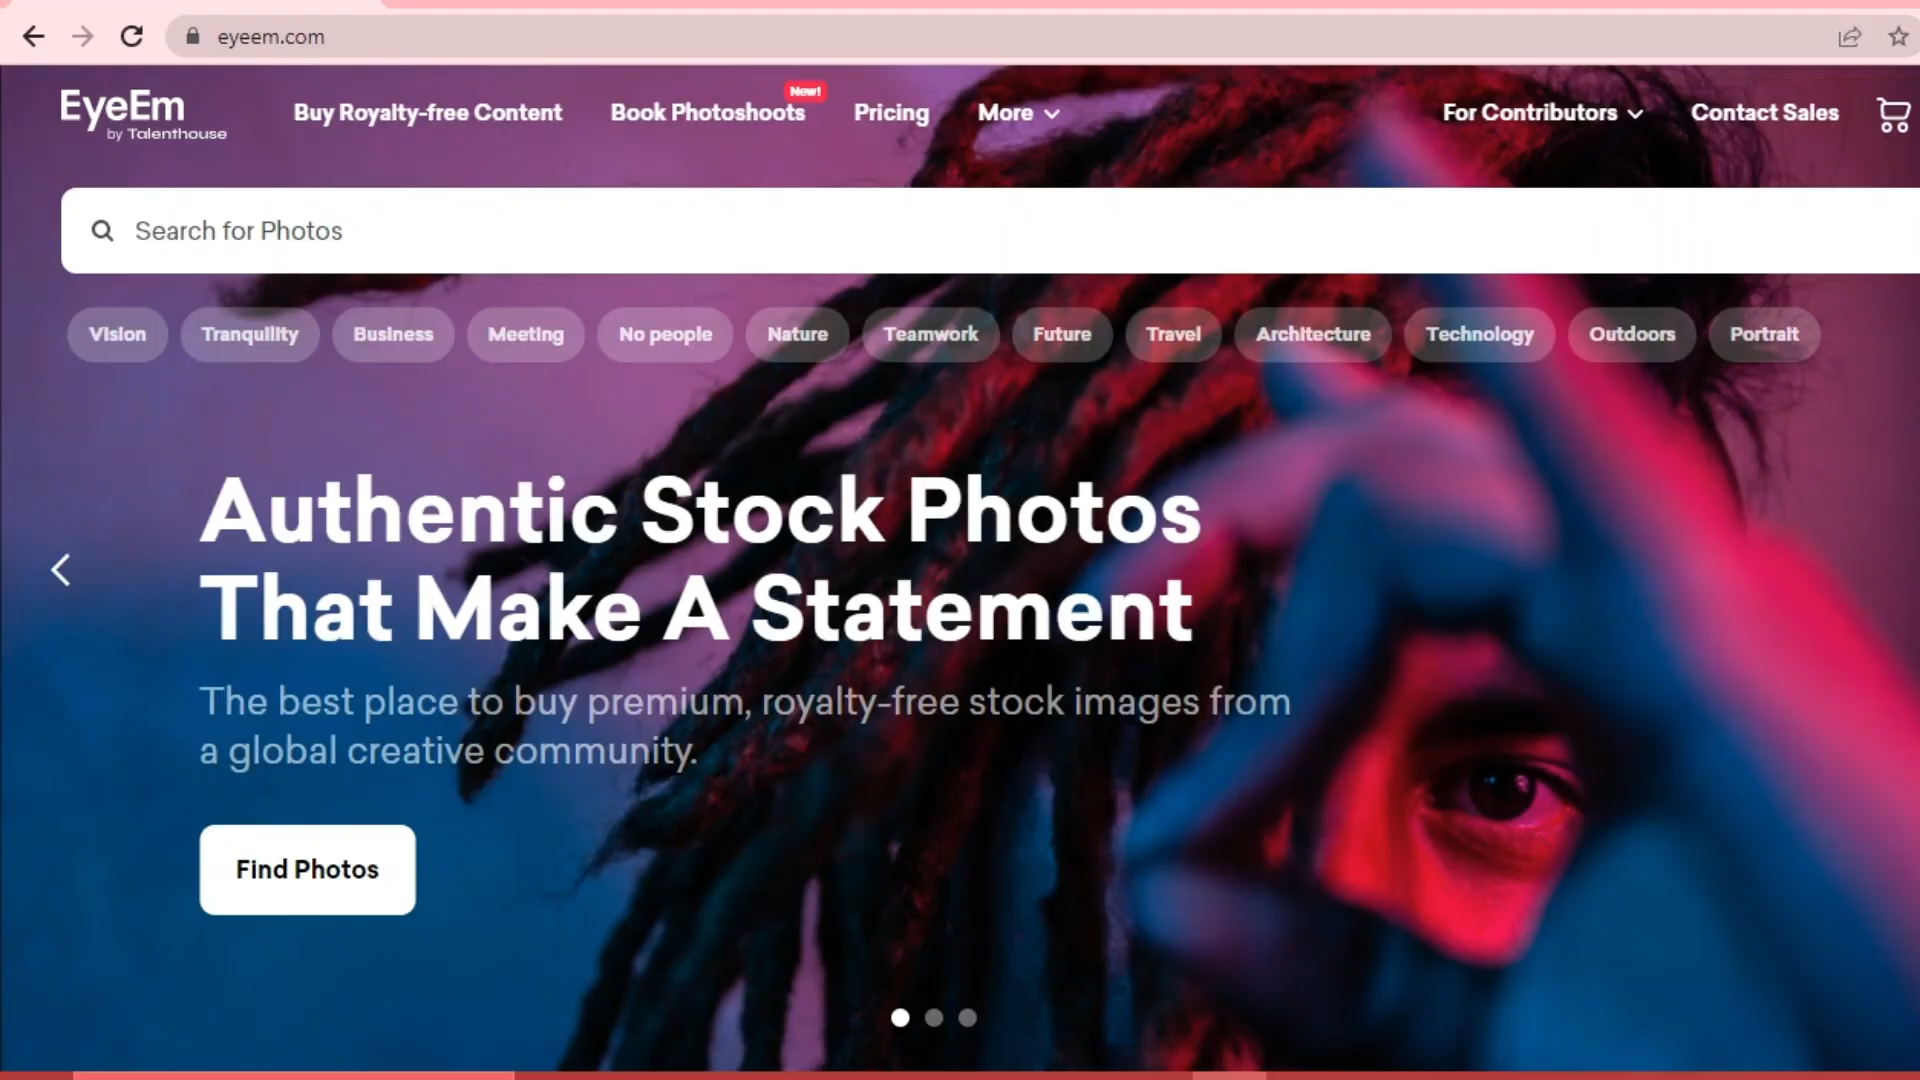 eyeem.com
EyeEm
by Talenthouse
Buy Royalty-free Content
Book Photoshoots
New!
Pricing
More
For Contributors
Contact Sales
Search for Photos
Vision
Tranquility
Business
Meeting
No people
Nature
Teamwork
Future
Travel
Architecture
Technology
Outdoors
Portrait
Authentic Stock Photos
That Make A Statement
The best place to buy premium, royalty-free stock images from
a global creative community.
Find Photos